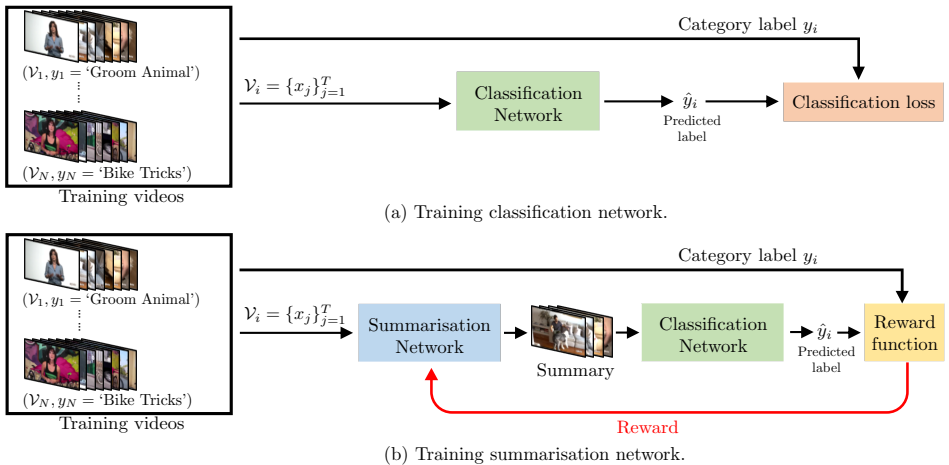 Category label $y_i$
($\mathcal{V}_1, y_1$ = ‘Groom Animal’)
$\mathcal{V}_i = \{x_j\}_{j=1}^T$
Classification
Network
$\hat{y}_i$
Predicted
label
Classification loss
($\mathcal{V}_N, y_N$ = ‘Bike Tricks’)
Training videos
(a) Training classification network.
Category label $y_i$
($\mathcal{V}_1, y_1$ = ‘Groom Animal’)
$\mathcal{V}_i = \{x_j\}_{j=1}^T$
Summarisation
Network
Summary
Classification
Network
$\hat{y}_i$
Predicted
label
Reward
function
($\mathcal{V}_N, y_N$ = ‘Bike Tricks’)
Training videos
Reward
(b) Training summarisation network.